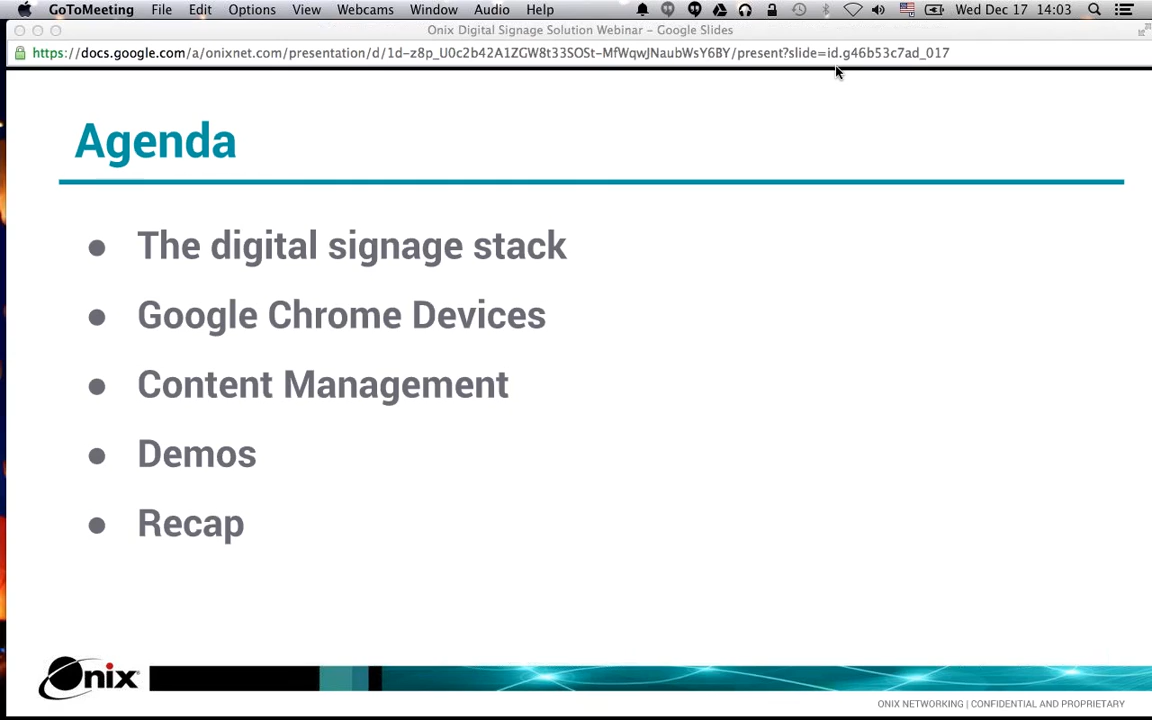 GoToMeeting File Edit Options View Webcams Window Audio Help Wed Dec 17 14:03
Onix Digital Signage Solution Webinar – Google Slides
https://docs.google.com/a/onixnet.com/presentation/d/1d-z8p_U0c2b42A1ZGW8t33SOSt-MfWqwJNaubWsY6BY/present?slide=id.g46b53c7ad_017
Agenda
● The digital signage stack
● Google Chrome Devices
● Content Management
● Demos
● Recap
Onix
ONIX NETWORKING | CONFIDENTIAL AND PROPRIETARY